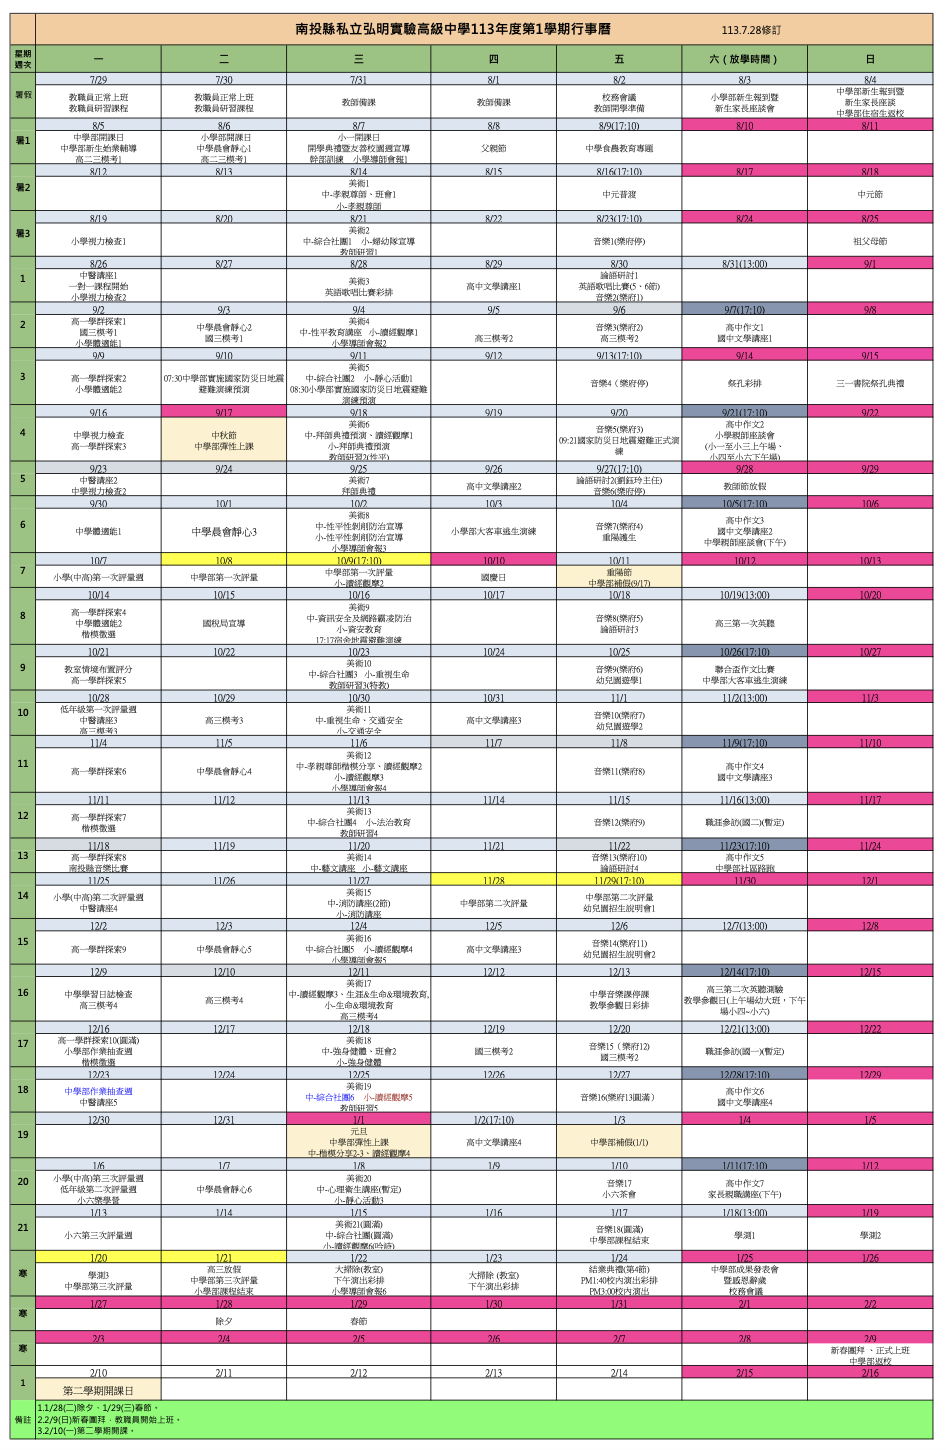 南投縣私立弘明實驗高級中學113年度第1學期行事曆 113.7.28修訂
星期
週次 一 二 三 四 五 六 ( 放學時間 ) 日
暑假 7/29 7/30 7/31 8/1 8/2 8/3 8/4
教職員正常上班
教職員研習課程
教職員正常上班
教職員研習課程
教師備課
教師備課
校務會議
教師開學準備
小學部新生報到暨
新生家長座談會
中學部新生報到暨
新生家長座談
中學部住宿生返校
暑1 8/5 8/6 8/7 8/8 8/9(17:10) 8/10 8/11
中學部開課日
中學部新生始業輔導
高二三模考1
小學部開課日
中學晨會靜心1
高二三模考1
小一開課日
開學典禮暨友善校園週宣導
幹部訓練 小學導師會報1
父親節
中學食農教育專題
暑2 8/12 8/13 8/14 8/15 8/16(17:10) 8/17 8/18
美術1
中-孝親尊師、班會1
小-孝親尊師
中元普渡
中元節
暑3 8/19 8/20 8/21 8/22 8/23(17:10) 8/24 8/25
小學視力檢查1
美術2
中-綜合社團1 小-婦幼隊宣導
教師研習1
音樂1(樂府停)
祖父母節
1 8/26 8/27 8/28 8/29 8/30 8/31(13:00) 9/1
中醫講座1
一對一課程開始
小學視力檢查2
美術3
英語歌唱比賽彩排
高中文學講座1
論語研討1
英語歌唱比賽(5、6節)
音樂2(樂府1)
2 9/2 9/3 9/4 9/5 9/6 9/7(17:10) 9/8
高一學群探索1
國三模考1
小學體適能1
中學晨會靜心2
國三模考1
美術4
中-性平教育講座 小-讀經觀摩1
小學導師會報2
高三模考2
音樂3(樂府2)
高三模考2
高中作文1
國中文學講座1
3 9/9 9/10 9/11 9/12 9/13(17:10) 9/14 9/15
高一學群探索2
小學體適能2
07:30中學部實施國家防災日地震
避難演練預演
美術5
中-綜合社團2 小-靜心活動1
08:30小學部實施國家防災日地震避難
演練預演
音樂4（樂府停)
祭孔彩排
三一書院祭孔典禮
4 9/16 9/17 9/18 9/19 9/20 9/21(17:10) 9/22
中學視力檢查
高一學群探索3
中秋節
中學部彈性上課
美術6
中-拜師典禮預演、讀經觀摩1
小-拜師典禮預演
教師研習2(性平)
音樂5(樂府3)
09:21國家防災日地震避難正式演
練
高中作文2
小學親師座談會
(小一至小三上午場、
小四至小六下午場)
5 9/23 9/24 9/25 9/26 9/27(17:10) 9/28 9/29
中醫講座2
中學視力檢查2
美術7
拜師典禮
高中文學講座2
論語研討2(劉鈺玲主任)
音樂6(樂府停)
教師節放假
6 9/30 10/1 10/2 10/3 10/4 10/5(17:10) 10/6
中學體適能1
中學晨會靜心3
美術8
中-性平性剝削防治宣導
小-性平性剝削防治宣導
小學導師會報3
小學部大客車逃生演練
音樂7(樂府4)
重陽護生
高中作文3
國中文學講座2
中學親師座談會(下午)
7 10/7 10/8 10/9(17:10) 10/10 10/11 10/12 10/13
小學(中高)第一次評量週
中學部第一次評量
中學部第一次評量
小-讀經觀摩2
國慶日
重陽節
中學部補假(9/17)
8 10/14 10/15 10/16 10/17 10/18 10/19(13:00) 10/20
高一學群探索4
中學體適能2
楷模徵選
國稅局宣導
美術9
中-資訊安全及網路霸凌防治
小-資安教育
17:17宿舍地震避難演練
音樂8(樂府5)
論語研討3
高三第一次英聽
9 10/21 10/22 10/23 10/24 10/25 10/26(17:10) 10/27
教室情境布置評分
高一學群探索5
美術10
中-綜合社團3 小-重視生命
教師研習3(特教)
音樂9(樂府6)
幼兒園遊學1
聯合盃作文比賽
中學部大客車逃生演練
10 10/28 10/29 10/30 10/31 11/1 11/2(13:00) 11/3
低年級第一次評量週
中醫講座3
高三模考3
高三模考3
美術11
中-重視生命、交通安全
小-交通安全
高中文學講座3
音樂10(樂府7)
幼兒園遊學2
11 11/4 11/5 11/6 11/7 11/8 11/9(17:10) 11/10
高一學群探索6
中學晨會靜心4
美術12
中-孝親尊師楷模分享、讀經觀摩2
小-讀經觀摩3
小學導師會報4
音樂11(樂府8)
高中作文4
國中文學講座3
12 11/11 11/12 11/13 11/14 11/15 11/16(13:00) 11/17
高一學群探索7
楷模徵選
美術13
中-綜合社團4 小-法治教育
教師研習4
音樂12(樂府9)
職涯參訪(國二)(暫定)
13 11/18 11/19 11/20 11/21 11/22 11/23(17:10) 11/24
高一學群探索8
南投縣音樂比賽
美術14
中-藝文講座 小-藝文講座
音樂13(樂府10)
論語研討4
高中作文5
中學部社區路跑
14 11/25 11/26 11/27 11/28 11/29(17:10) 11/30 12/1
小學(中高)第二次評量週
中醫講座4
美術15
中-消防講座(2節)
小-消防講座
中學部第二次評量
中學部第二次評量
幼兒園招生說明會1
15 12/2 12/3 12/4 12/5 12/6 12/7(13:00) 12/8
高一學群探索9
中學晨會靜心5
美術16
中-綜合社團5 小-讀經觀摩4
小學導師會報5
高中文學講座3
音樂14(樂府11)
幼兒園招生說明會2
16 12/9 12/10 12/11 12/12 12/13 12/14(17:10) 12/15
中學學習日誌檢查
高三模考4
高三模考4
美術17
中-讀經觀摩3、生涯&生命&環境教育,
小-生命&環境教育
高三模考4
中學音樂課停課
教學參觀日彩排
高三第二次英聽測驗
教學參觀日(上午場幼大班，下午
場小四~小六)
17 12/16 12/17 12/18 12/19 12/20 12/21(13:00) 12/22
高一學群探索10(圓滿)
小學部作業抽查週
楷模徵選
美術18
中-強身健體、班會2
小-強身健體
國三模考2
音樂15（樂府12)
國三模考2
職涯參訪(國一)(暫定)
18 12/23 12/24 12/25 12/26 12/27 12/28(17:10) 12/29
中學部作業抽查週
中醫講座5
美術19
中-綜合社團6 小-讀經觀摩5
教師研習5
音樂16(樂府13圓滿）
高中作文6
國中文學講座4
19 12/30 12/31 1/1 1/2(17:10) 1/3 1/4 1/5
元旦
中學部彈性上課
中-楷模分享2-3、讀經觀摩4
高中文學講座4
中學部補假(1/1)
20 1/6 1/7 1/8 1/9 1/10 1/11(17:10) 1/12
小學(中高)第三次評量週
低年級第二次評量週
小六樂學營
中學晨會靜心6
美術20
中-心理衛生講座(暫定)
小-靜心活動3
音樂17
小六茶會
高中作文7
家長親職講座(下午)
21 1/13 1/14 1/15 1/16 1/17 1/18(13:00) 1/19
小六第三次評量週
美術21(圓滿)
中-綜合社團(圓滿)
小-讀經觀摩6(吟詩)
音樂18(圓滿)
中學部課程結束
學測1
學測2
寒 1/20 1/21 1/22 1/23 1/24 1/25 1/26
學測3
中學部第三次評量
高三放假
中學部第三次評量
小學部課程結束
大掃除(教室)
下午演出彩排
小學導師會報6
大掃除 (教室)
下午演出彩排
結業典禮(第4節)
PM1:40校內演出彩排
PM3:00校內演出
中學部成果發表會
暨感恩辭歲
校務會議
寒 1/27 1/28 1/29 1/30 1/31 2/1 2/2
除夕
春節
寒 2/3 2/4 2/5 2/6 2/7 2/8 2/9
新春團拜 、正式上班
中學部返校
1 2/10 2/11 2/12 2/13 2/14 2/15 2/16
第二學期開課日
備註
1.1/28(二)除夕、1/29(三)春節。
2.2/9(日)新春團拜，教職員開始上班。
3.2/10(一)第二學期開課。